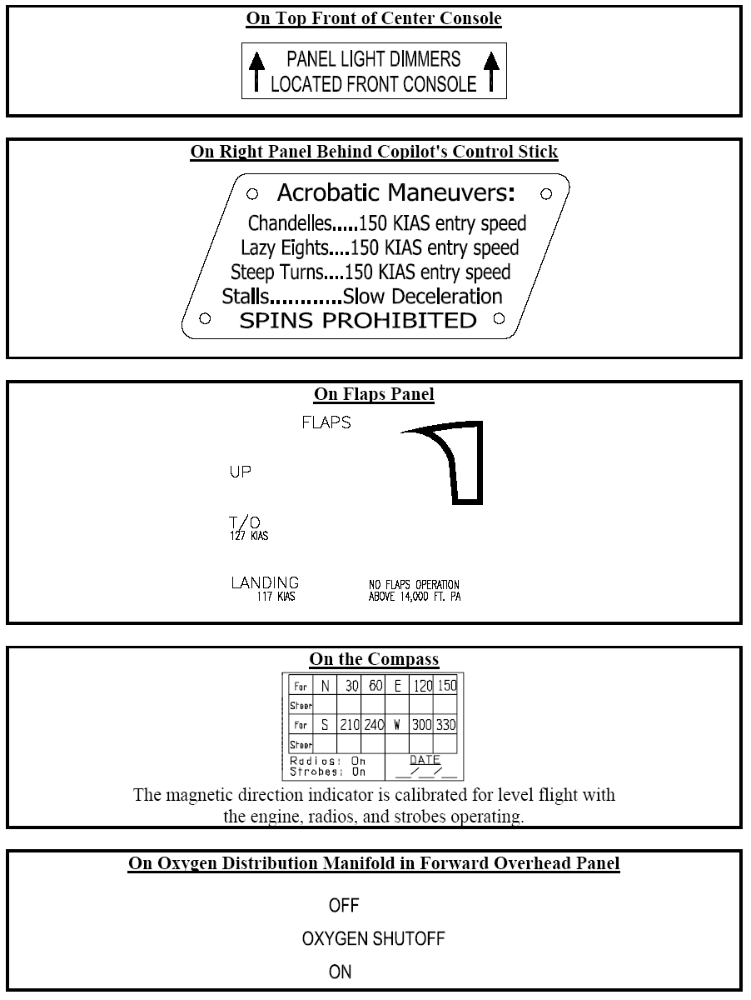 On Top Front of Center Console
PANEL LIGHT DIMMERS
LOCATED FRONT CONSOLE
On Right Panel Behind Copilot's Control Stick
Acrobatic Maneuvers:
Chandelles.....150 KIAS entry speed
Lazy Eights....150 KIAS entry speed
Steep Turns....150 KIAS entry speed
Stalls............Slow Deceleration
SPINS PROHIBITED
On Flaps Panel
FLAPS
UP
T/O
127 KIAS
LANDING
117 KIAS
NO FLAPS OPERATION
ABOVE 14,000 FT. PA
On the Compass
For N 30 60 E 120 150
Steer
For S 210 240 W 300 330
Steer
Radios: On
Strobes: On
DATE
__/__/__
The magnetic direction indicator is calibrated for level flight with
the engine, radios, and strobes operating.
On Oxygen Distribution Manifold in Forward Overhead Panel
OFF
OXYGEN SHUTOFF
ON